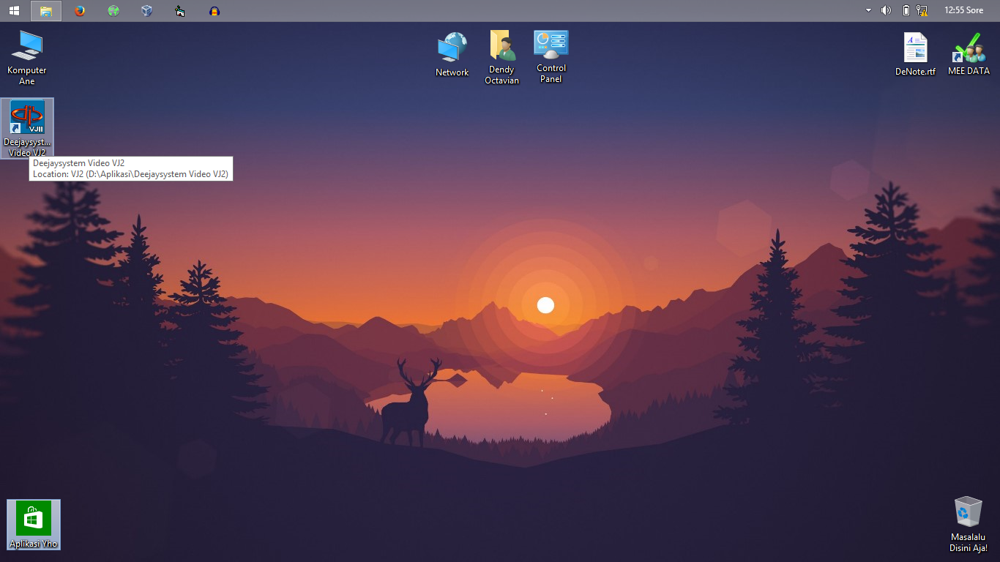 12:55 Sore
Komputer
Ane
Network
Dendy
Octavian
Control
Panel
DeNote.rtf
MEE DATA
VJII
Deejaysyst...
Video VJ2
Deejaysystem Video VJ2
Location: VJ2 (D:\Aplikasi\Deejaysystem Video VJ2)
Aplikasi Yho
Masalalu
Disini Aja!